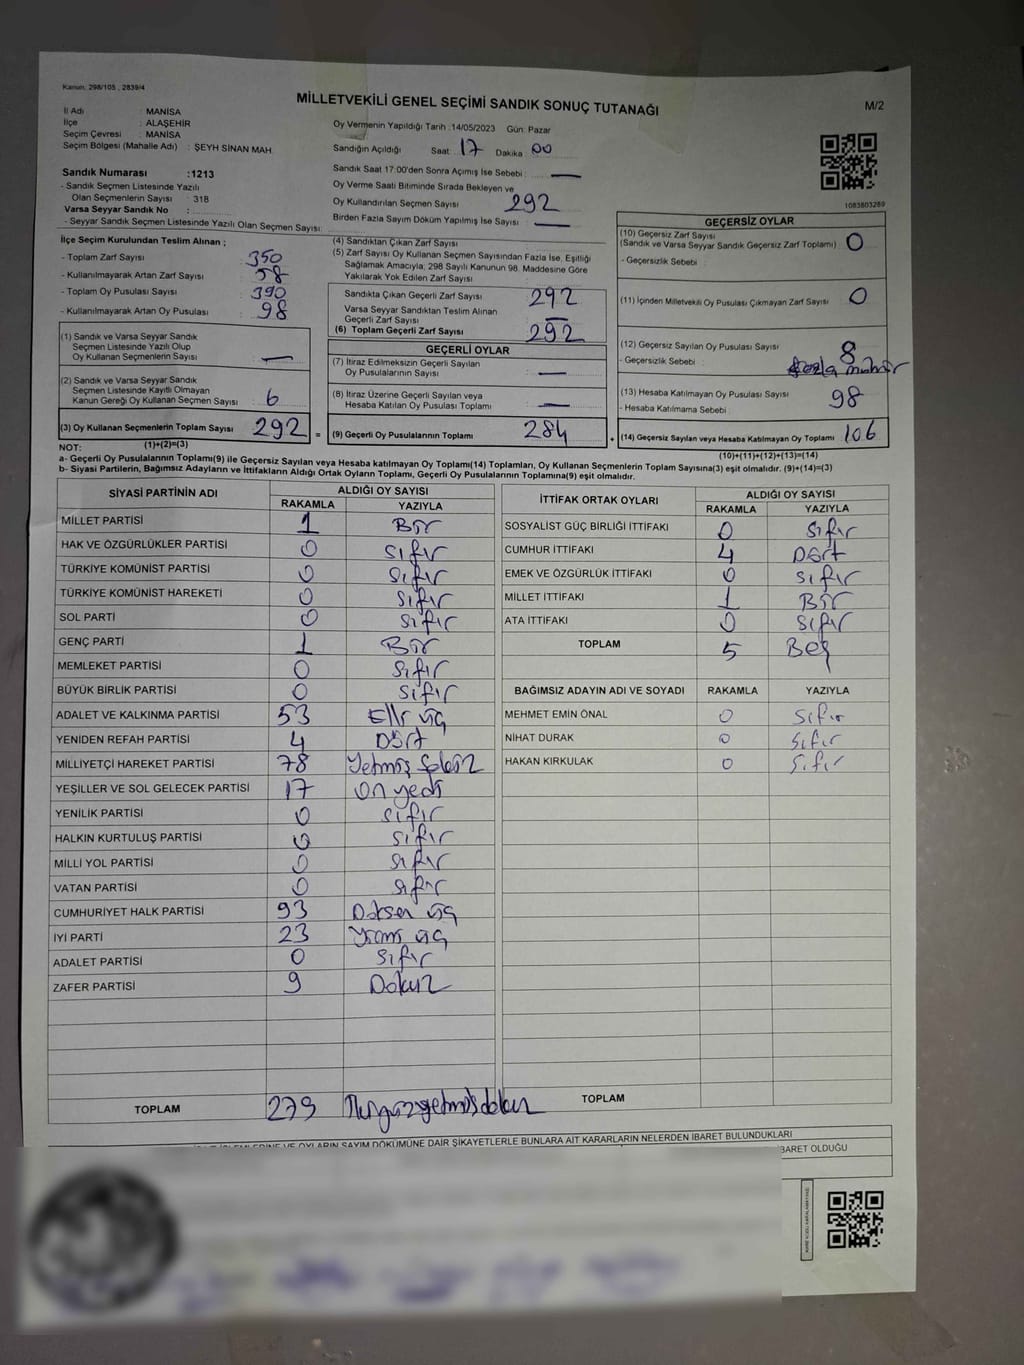 Kanun: 298/105 , 2839/4
MİLLETVEKİLİ GENEL SEÇİMİ SANDIK SONUÇ TUTANAĞI
M/2
İl Adı : MANİSA
İlçe : ALAŞEHİR
Seçim Çevresi : MANİSA
Seçim Bölgesi (Mahalle Adı) : ŞEYH SİNAN MAH.
Oy Vermenin Yapıldığı Tarih :14/05/2023 Gün: Pazar
Sandığın Açıldığı Saat: 17 Dakika: 00
Sandık Saat 17:00'den Sonra Açımış İse Sebebi : —
Oy Verme Saati Bitiminde Sırada Bekleyen ve
Oy Kullandırılan Seçmen Sayısı 292
Birden Fazla Sayım Döküm Yapılmış İse Sayısı : —
Sandık Numarası :1213
- Sandık Seçmen Listesinde Yazılı
Olan Seçmenlerin Sayısı : 318
Varsa Seyyar Sandık No :
- Seyyar Sandık Seçmen Listesinde Yazılı Olan Seçmen Sayısı:
1083803289
İlçe Seçim Kurulundan Teslim Alınan ;
- Toplam Zarf Sayısı : 350
- Kullanılmayarak Artan Zarf Sayısı : 58
- Toplam Oy Pusulası Sayısı : 390
- Kullanılmayarak Artan Oy Pusulası : 98
(1) Sandık ve Varsa Seyyar Sandık
Seçmen Listesinde Yazılı Olup
Oy Kullanan Seçmenlerin Sayısı : —
(2) Sandık ve Varsa Seyyar Sandık
Seçmen Listesinde Kayıtlı Olmayan
Kanun Gereği Oy Kullanan Seçmen Sayısı : 6
(3) Oy Kullanan Seçmenlerin Toplam Sayısı 292 =
(1)+(2)=(3)
(4) Sandıktan Çıkan Zarf Sayısı
(5) Zarf Sayısı Oy Kullanan Seçmen Sayısından Fazla İse, Eşitliği
Sağlamak Amacıyla, 298 Sayılı Kanunun 98. Maddesine Göre
Yakılarak Yok Edilen Zarf Sayısı
Sandıkta Çıkan Geçerli Zarf Sayısı 292
Varsa Seyyar Sandıktan Teslim Alınan
Geçerli Zarf Sayısı —
(6) Toplam Geçerli Zarf Sayısı 292
GEÇERLİ OYLAR
(7) İtiraz Edilmeksizin Geçerli Sayılan
Oy Pusulalarının Sayısı : —
(8) İtiraz Üzerine Geçerli Sayılan veya
Hesaba Katılan Oy Pusulası Toplamı : —
(9) Geçerli Oy Pusulalarının Toplamı 284 +
GEÇERSİZ OYLAR
(10) Geçersiz Zarf Sayısı
(Sandık ve Varsa Seyyar Sandık Geçersiz Zarf Toplamı) : 0
- Geçersizlik Sebebi :
(11) İçinden Milletvekili Oy Pusulası Çıkmayan Zarf Sayısı : 0
(12) Geçersiz Sayılan Oy Pusulası Sayısı : 8
- Geçersizlik Sebebi : fazla mühür
(13) Hesaba Katılmayan Oy Pusulası Sayısı : 98
- Hesaba Katılmama Sebebi :
(14) Geçersiz Sayılan veya Hesaba Katılmayan Oy Toplamı 106
(10)+(11)+(12)+(13)=(14)
NOT:
a- Geçerli Oy Pusulasının Toplamı(9) ile Geçersiz Sayılan veya Hesaba katılmayan Oy Toplamı(14) Toplamları, Oy Kullanan Seçmenlerin Toplam Sayısına(3) eşit olmalıdır. (9)+(14)=(3)
b- Siyasi Partilerin, Bağımsız Adayların ve İttifakların Aldığı Ortak Oyların Toplamı, Geçerli Oy Pusulalarının Toplamına(9) eşit olmalıdır.
SİYASİ PARTİNİN ADI ALDIĞI OY SAYISI
RAKAMLA YAZIYLA
MİLLET PARTİSİ 1 Bir
HAK VE ÖZGÜRLÜKLER PARTİSİ 0 sıfır
TÜRKİYE KOMÜNİST PARTİSİ 0 sıfır
TÜRKİYE KOMÜNİST HAREKETİ 0 sıfır
SOL PARTİ 0 sıfır
GENÇ PARTİ 1 Bir
MEMLEKET PARTİSİ 0 sıfır
BÜYÜK BİRLİK PARTİSİ 0 sıfır
ADALET VE KALKINMA PARTİSİ 53 Elli üç
YENİDEN REFAH PARTİSİ 4 Dört
MİLLİYETÇİ HAREKET PARTİSİ 78 Yetmiş Sekiz
YEŞİLLER VE SOL GELECEK PARTİSİ 17 on yedi
YENİLİK PARTİSİ 0 sıfır
HALKIN KURTULUŞ PARTİSİ 0 sıfır
MİLLİ YOL PARTİSİ 0 sıfır
VATAN PARTİSİ 0 sıfır
CUMHURİYET HALK PARTİSİ 93 Doksan üç
İYİ PARTİ 23 Yirmi üç
ADALET PARTİSİ 0 sıfır
ZAFER PARTİSİ 9 Dokuz
TOPLAM 279 İkiyüzyetmişdokuz
İTTİFAK ORTAK OYLARI ALDIĞI OY SAYISI
RAKAMLA YAZIYLA
SOSYALİST GÜÇ BİRLİĞİ İTTİFAKI 0 sıfır
CUMHUR İTTİFAKI 4 Dört
EMEK VE ÖZGÜRLÜK İTTİFAKI 0 sıfır
MİLLET İTTİFAKI 1 Bir
ATA İTTİFAKI 0 sıfır
TOPLAM 5 Beş
BAĞIMSIZ ADAYIN ADI VE SOYADI RAKAMLA YAZIYLA
MEHMET EMİN ÖNAL 0 sıfır
NİHAT DURAK 0 sıfır
HAKAN KIRKULAK 0 sıfır
TOPLAM
OYLARIN SAYIM DÖKÜMÜNE DAİR ŞİKAYETLERLE BUNLARA AİT KARARLARIN NELERDEN İBARET BULUNDUKLARI
BARET OLDUĞU